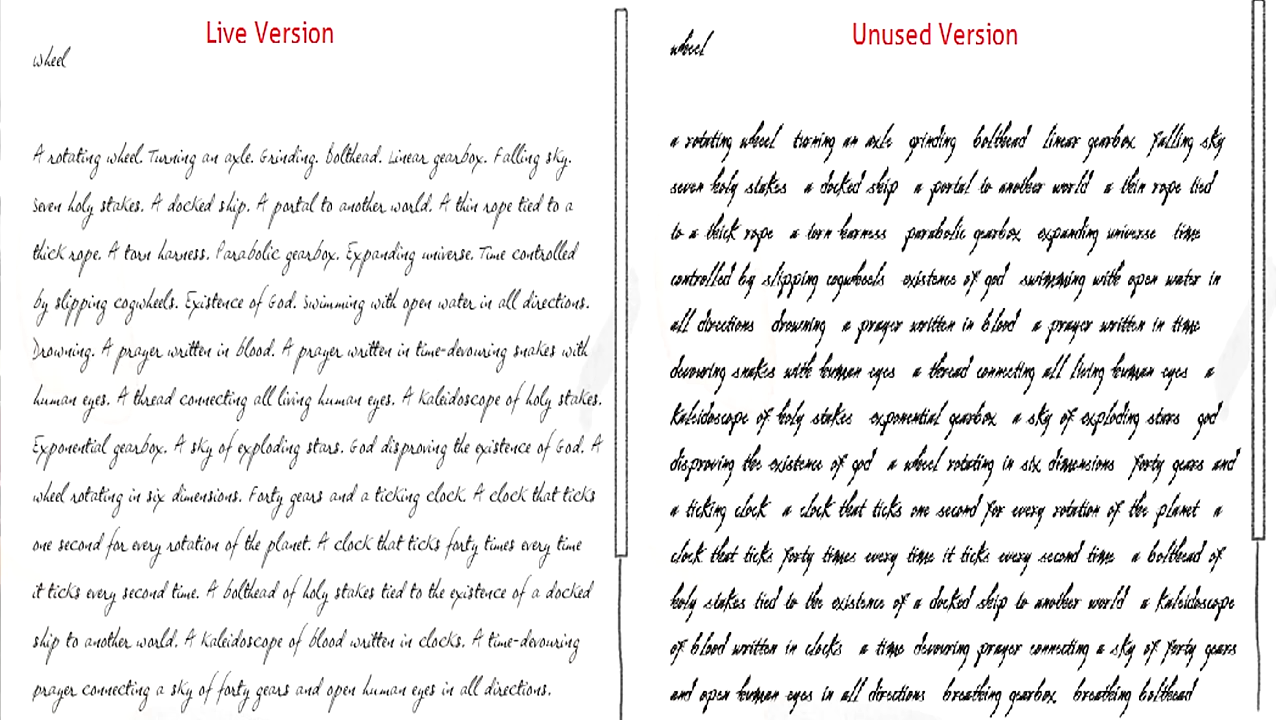 Live Version
wheel
A rotating wheel. Turning an axle. Grinding. Bolthead. Linear gearbox. Falling sky.
Seven holy stakes. A docked ship. A portal to another world. A thin rope tied to a
thick rope. A torn harness. Parabolic gearbox. Expanding universe. Time controlled
by slipping cogwheels. Existence of God. Swimming with open water in all directions.
Drowning. A prayer written in blood. A prayer written in time-devouring snakes with
human eyes. A thread connecting all living human eyes. A kaleidoscope of holy stakes.
Exponential gearbox. A sky of exploding stars. God disproving the existence of God. A
wheel rotating in six dimensions. Forty gears and a ticking clock. A clock that ticks
one second for every rotation of the planet. A clock that ticks forty times every time
it ticks every second time. A bolthead of holy stakes tied to the existence of a docked
ship to another world. A kaleidoscope of blood written in clocks. A time-devouring
prayer connecting a sky of forty gears and open human eyes in all directions.
Unused Version
wheel
a rotating wheel turning an axle grinding bolthead linear gearbox falling sky
seven holy stakes a docked ship a portal to another world a thin rope tied
to a thick rope a torn harness parabolic gearbox expanding universe time
controlled by slipping cogwheels existence of god swimming with open water in
all directions drowning a prayer written in blood a prayer written in time
devouring snakes with human eyes a thread connecting all living human eyes a
kaleidoscope of holy stakes exponential gearbox a sky of exploding stars god
disproving the existence of god a wheel rotating in six dimensions forty gears and
a ticking clock a clock that ticks one second for every rotation of the planet a
clock that ticks forty times every time it ticks every second time a bolthead of
holy stakes tied to the existence of a docked ship to another world a kaleidoscope
of blood written in clocks a time devouring prayer connecting a sky of forty gears
and open human eyes in all directions breathing gearbox breathing bolthead